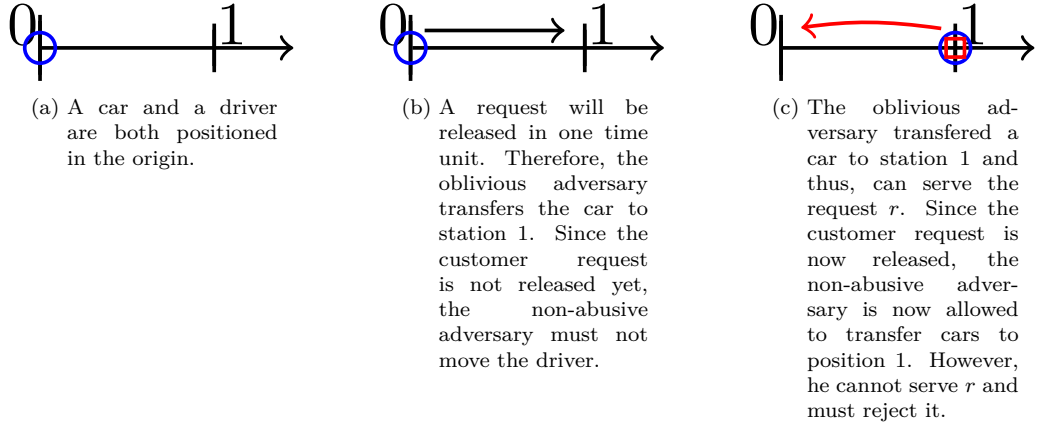 0 1
0 1
0 1
(a) A car and a driver
are both positioned
in the origin.
(b) A request will be
released in one time
unit. Therefore, the
oblivious adversary
transfers the car to
station 1. Since the
customer request
is not released yet,
the non-abusive
adversary must not
move the driver.
(c) The oblivious ad-
versary transfered a
car to station 1 and
thus, can serve the
request r. Since the
customer request is
now released, the
non-abusive adver-
sary is now allowed
to transfer cars to
position 1. However,
he cannot serve r and
must reject it.